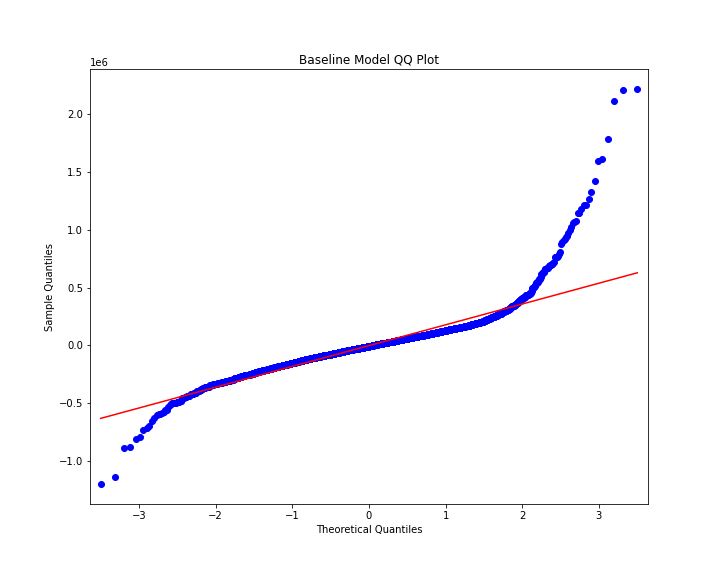 Baseline Model QQ Plot
1e6
2.0
1.5
1.0
0.5
0.0
−0.5
−1.0
Sample Quantiles
−3 −2 −1 0 1 2 3
Theoretical Quantiles